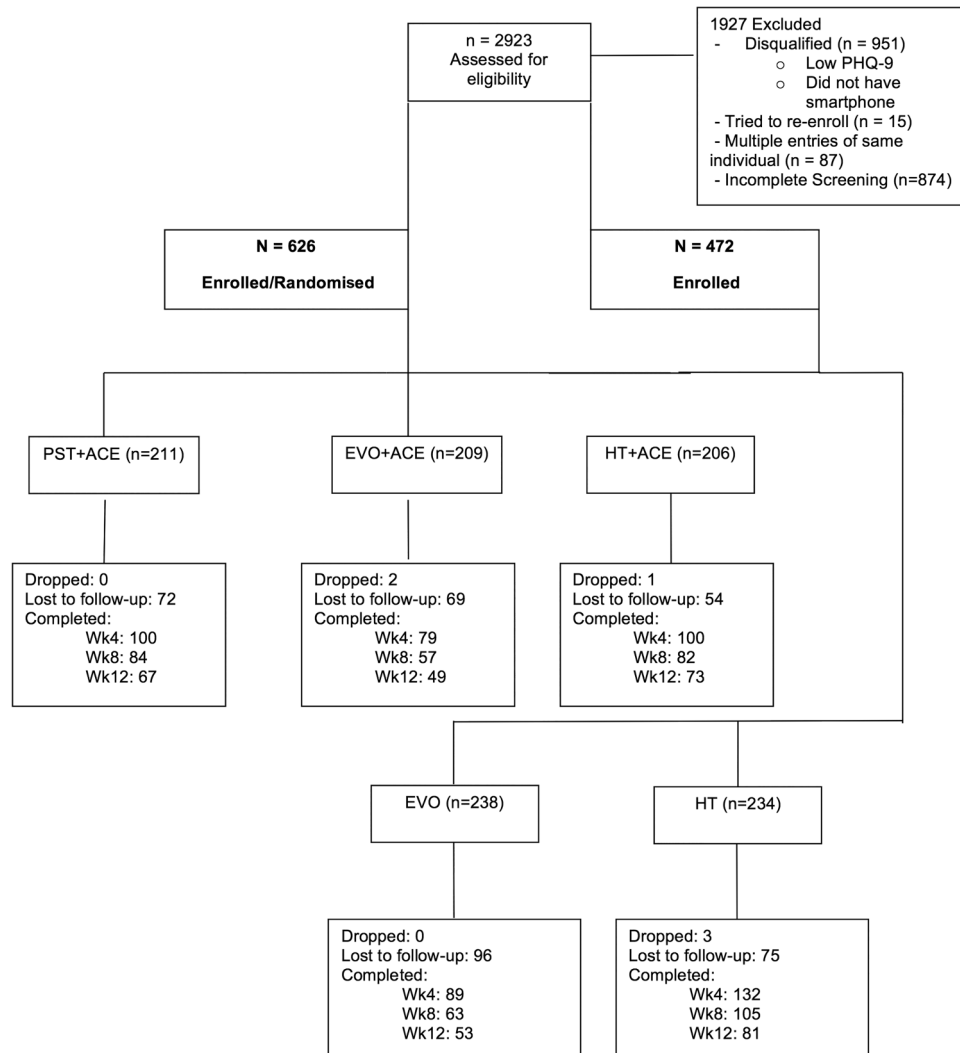 n = 2923
Assessed for
eligibility
1927 Excluded
- Disqualified (n = 951)
o Low PHQ-9
o Did not have
smartphone
- Tried to re-enroll (n = 15)
- Multiple entries of same
individual (n = 87)
- Incomplete Screening (n=874)
N = 626
Enrolled/Randomised
N = 472
Enrolled
PST+ACE (n=211)
EVO+ACE (n=209)
HT+ACE (n=206)
Dropped: 0
Lost to follow-up: 72
Completed:
Wk4: 100
Wk8: 84
Wk12: 67
Dropped: 2
Lost to follow-up: 69
Completed:
Wk4: 79
Wk8: 57
Wk12: 49
Dropped: 1
Lost to follow-up: 54
Completed:
Wk4: 100
Wk8: 82
Wk12: 73
EVO (n=238)
HT (n=234)
Dropped: 0
Lost to follow-up: 96
Completed:
Wk4: 89
Wk8: 63
Wk12: 53
Dropped: 3
Lost to follow-up: 75
Completed:
Wk4: 132
Wk8: 105
Wk12: 81